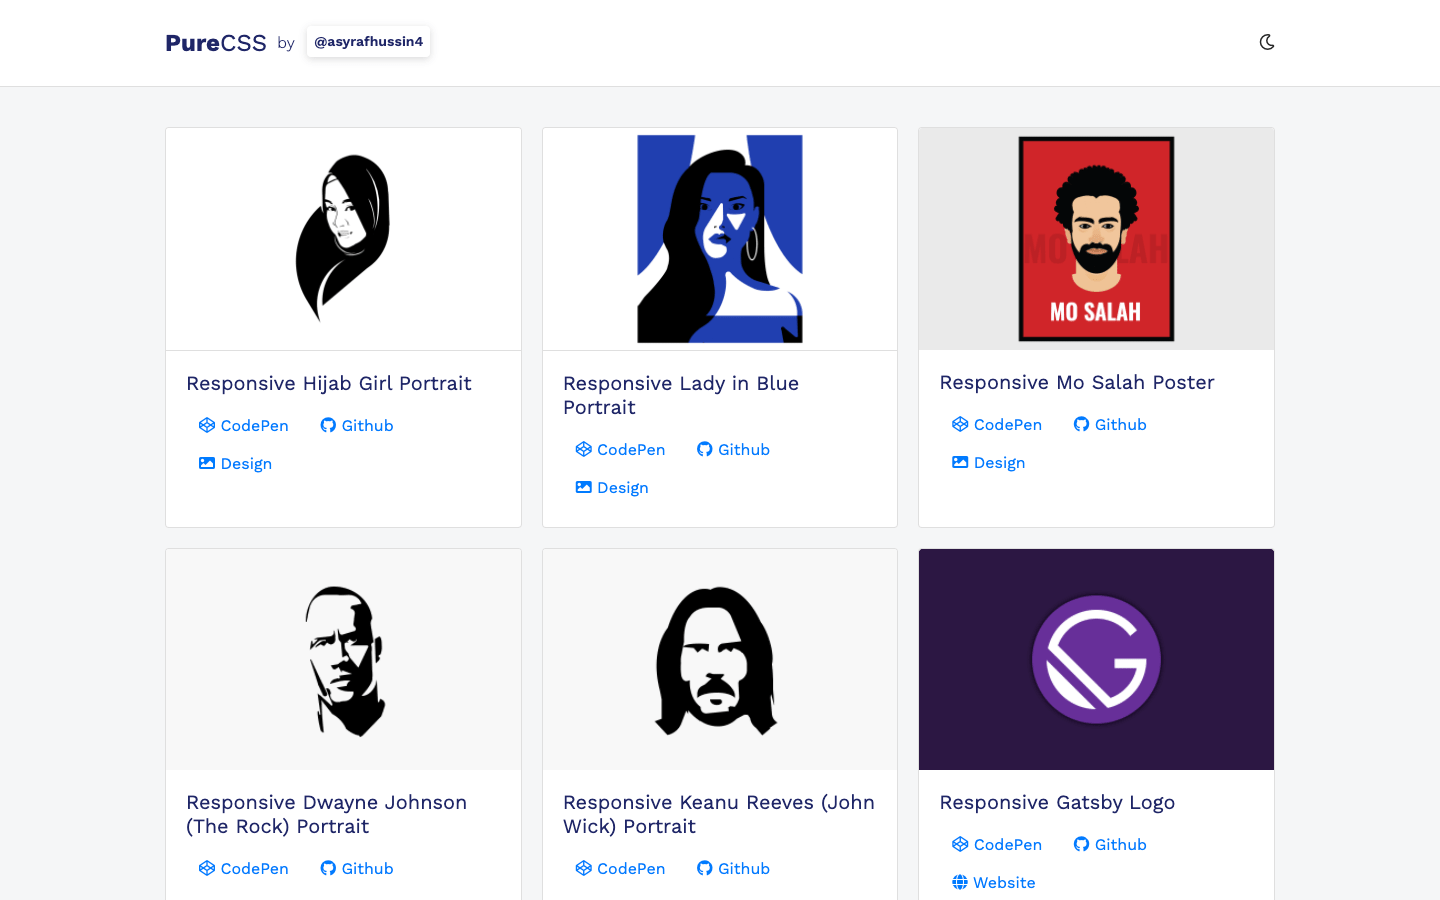 PureCSS by @asyrafhussin4
MO SALAH
MO SALAH
Responsive Hijab Girl Portrait
CodePen Github
Design
Responsive Lady in Blue
Portrait
CodePen Github
Design
Responsive Mo Salah Poster
CodePen Github
Design
Responsive Dwayne Johnson
(The Rock) Portrait
CodePen Github
Responsive Keanu Reeves (John
Wick) Portrait
CodePen Github
Responsive Gatsby Logo
CodePen Github
Website